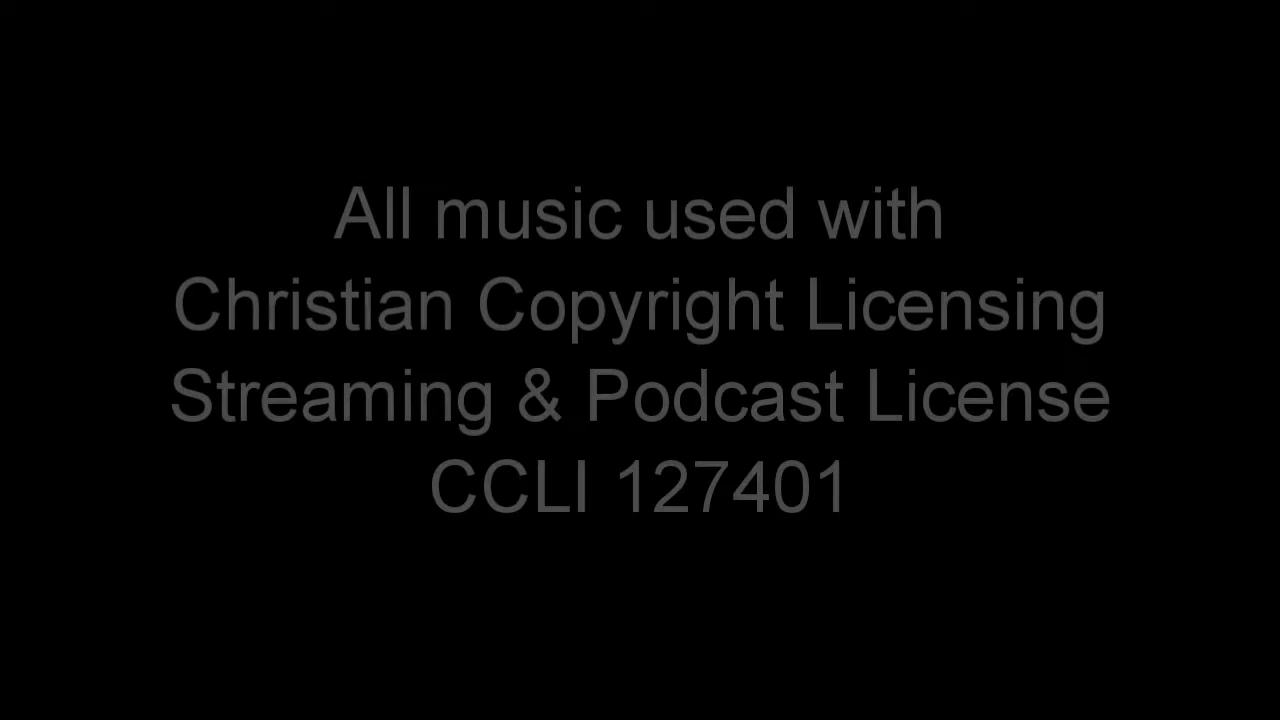 All music used with
Christian Copyright Licensing
Streaming & Podcast License
CCLI 127401